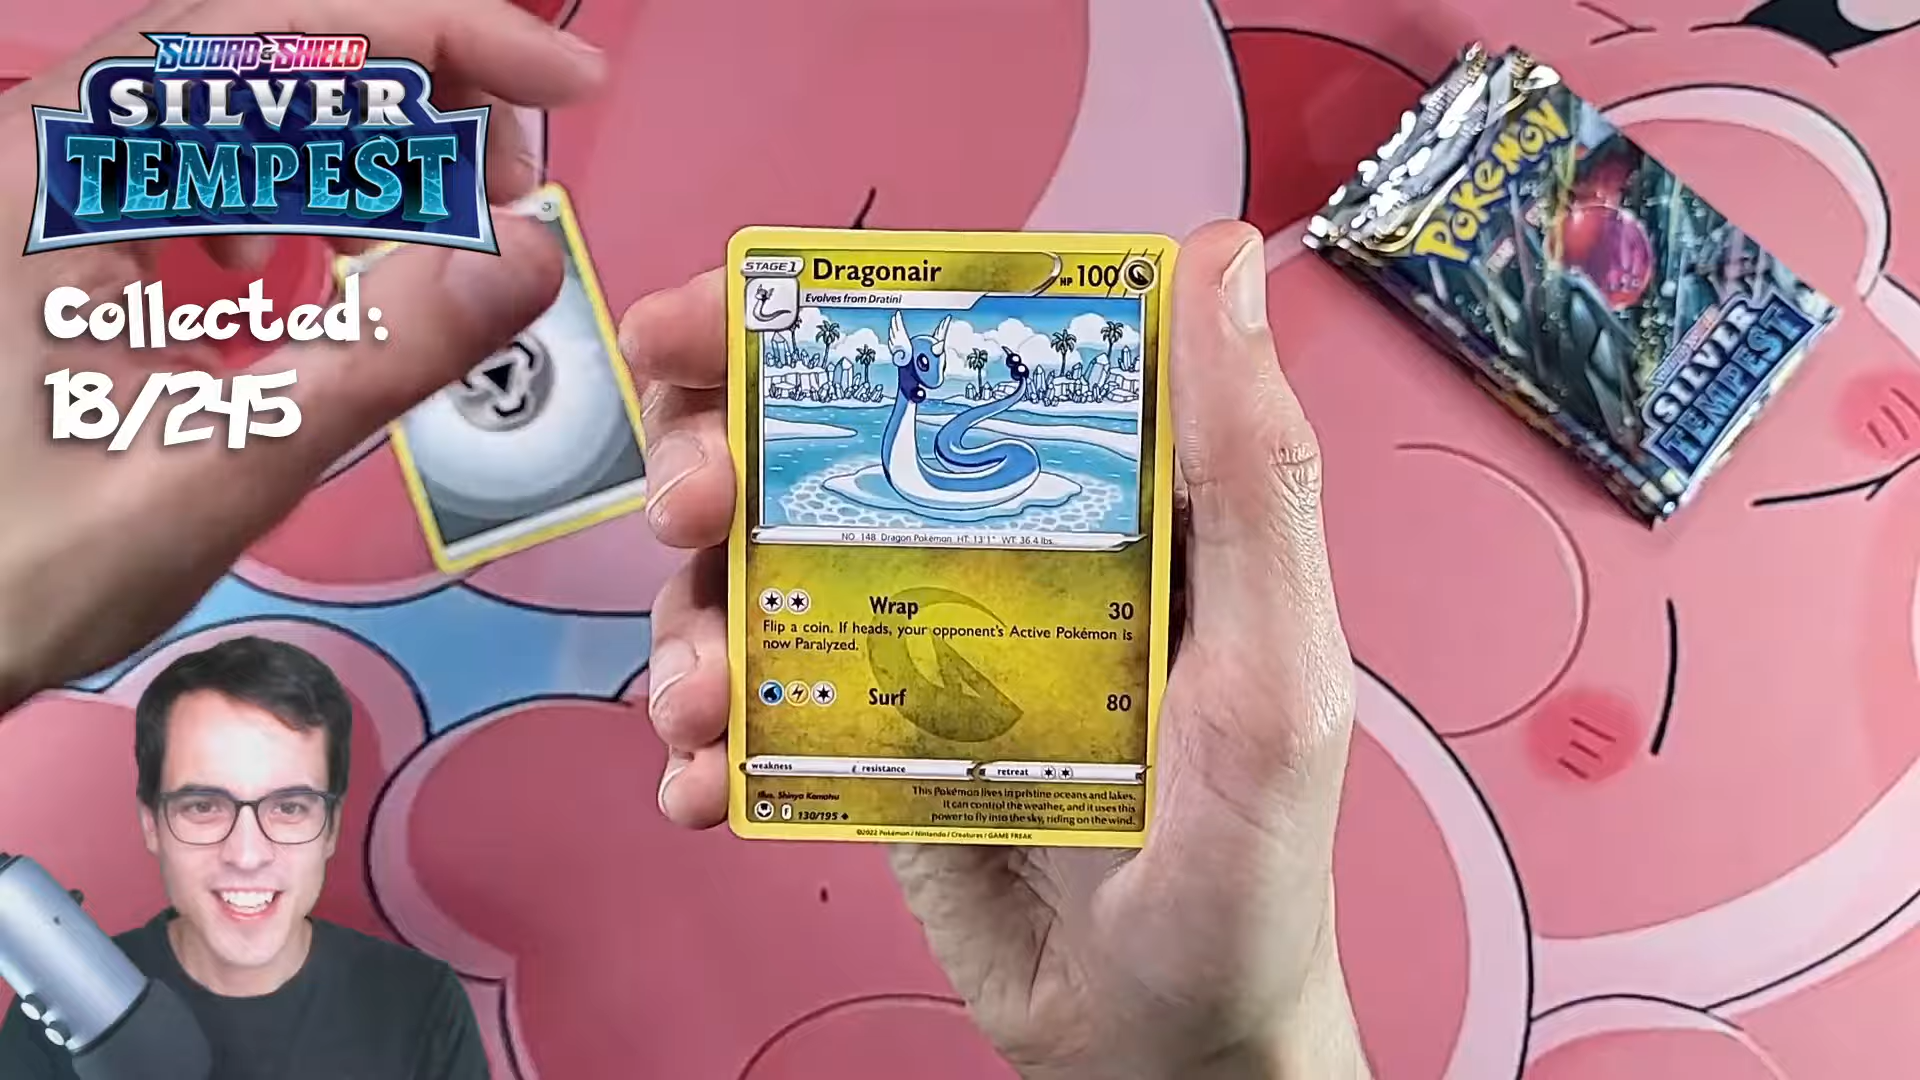 SWORD & SHIELD
SILVER
TEMPEST
Collected:
18/245
STAGE 1
Dragonair
HP 100
Evolves from Dratini
NO. 148 Dragon Pokémon HT: 13'1" WT: 36.4 lbs.
Wrap 30
Flip a coin. If heads, your opponent's Active Pokémon is
now Paralyzed.
Surf 80
weakness resistance retreat
Illus. Shinya Komatsu
F 130/195
This Pokémon lives in pristine oceans and lakes.
It can control the weather, and it uses this
power to fly into the sky, riding on the wind.
©2022 Pokémon / Nintendo / Creatures / GAME FREAK
POKéMON
SILVER
TEMPEST